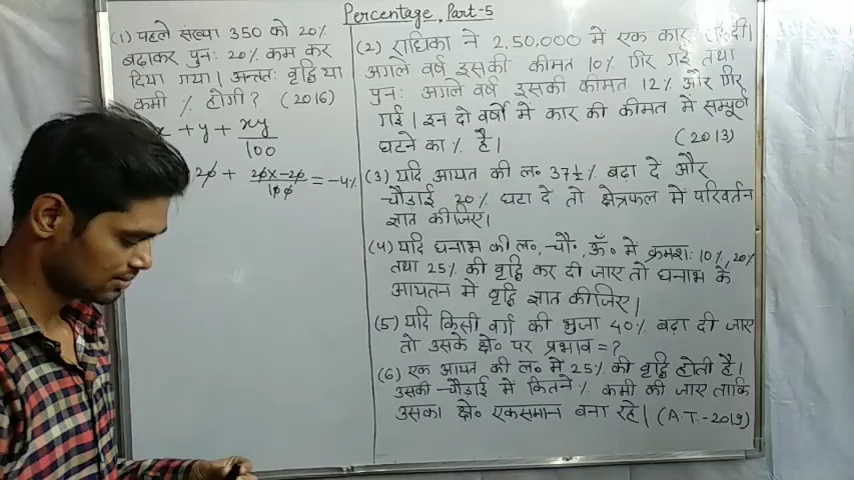 Percentage, Part-5
(1) पहले संख्या 350 को 20%
बढ़ाकर पुनः 20% कम कर
दिया गया। अन्ततः वृद्धि या
कमी % होगी? (2016)
x + y + xy/100
20 + 20x-20/100 = -4%
(2) राधिका ने 2,50,000 में एक कार दी।
अगले वर्ष इसकी कीमत 10% गिर गई तथा
पुनः अगले वर्ष इसकी कीमत 12% और गिर
गई। इन दो वर्षो में कार की कीमत में सम्पूर्ण
घटने का % है।
(2013)
(3) यदि आयत की ल० 37½% बढ़ा दे और
चौड़ाई 20% घटा दे तो क्षेत्रफल में परिवर्तन
ज्ञात कीजिए।
(4) यदि घनाभ की ल०, चौ०, ऊँ० में क्रमशः 10%, 20%
तथा 25% की वृद्धि कर दी जाए तो घनाभ के
आयतन में वृद्धि ज्ञात कीजिए।
(5) यदि किसी वर्ग की भुजा 40% बढ़ा दी जाए
तो उसके क्षे० पर प्रभाव = ?
(6) एक आयत की ल० में 25% की वृद्धि होती है।
उसकी चौड़ाई में कितने % कमी की जाए ताकि
उसका क्षे० एकसमान बना रहे। (A.T.-2019)